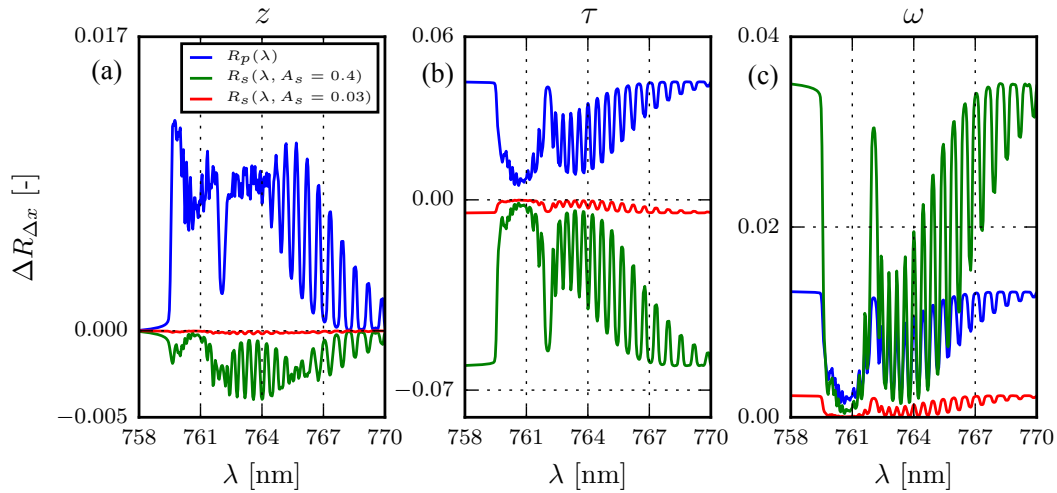 z
τ
ω
0.017
0.000
−0.005
(a)
R_p(λ)
R_s(λ, A_s = 0.4)
R_s(λ, A_s = 0.03)
0.06
0.00
−0.07
(b)
0.04
0.02
0.00
(c)
ΔR_Δx [-]
758 761 764 767 770
758 761 764 767 770
758 761 764 767 770
λ [nm]
λ [nm]
λ [nm]